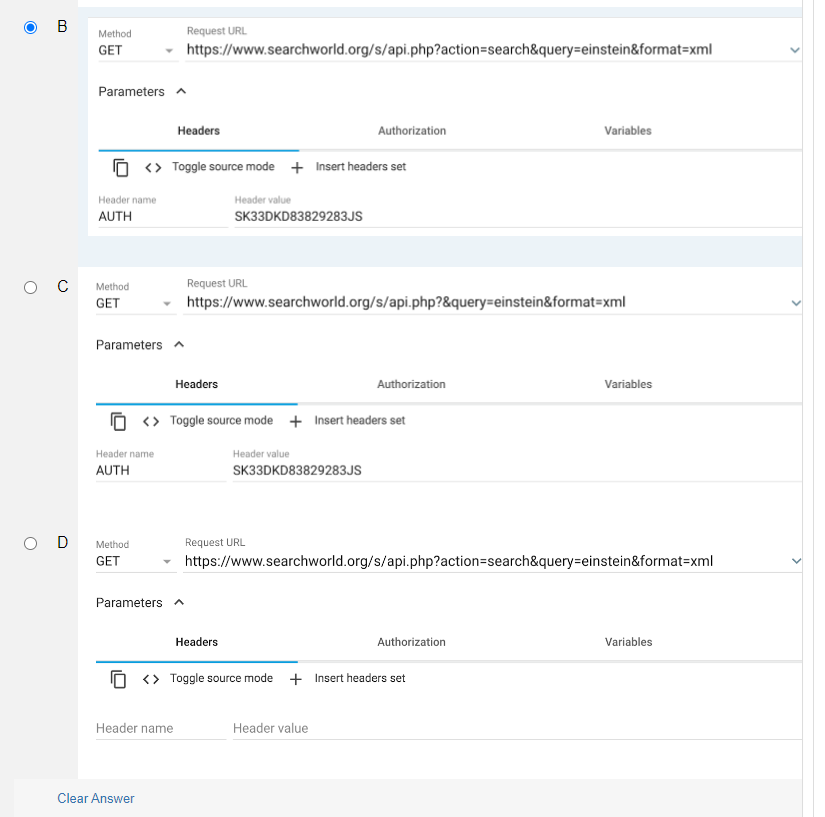 B
Method
Request URL
GET
https://www.searchworld.org/s/api.php?action=search&query=einstein&format=xml
Parameters
Headers Authorization Variables
<> Toggle source mode + Insert headers set
Header name Header value
AUTH SK33DKD83829283JS
C
Method
Request URL
GET
https://www.searchworld.org/s/api.php?&query=einstein&format=xml
Parameters
Headers Authorization Variables
<> Toggle source mode + Insert headers set
Header name Header value
AUTH SK33DKD83829283JS
D
Method
Request URL
GET
https://www.searchworld.org/s/api.php?action=search&query=einstein&format=xml
Parameters
Headers Authorization Variables
<> Toggle source mode + Insert headers set
Header name Header value
Clear Answer